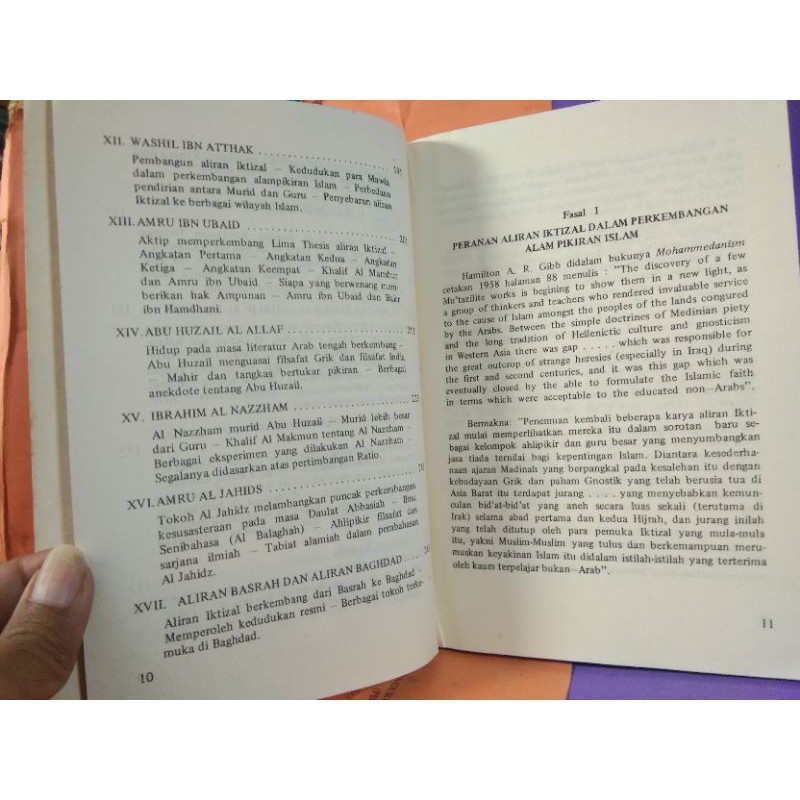 XII. WASHIL IBN ATTHAK ........................
Pembangun aliran Iktizal — Kedudukan para Mawla
dalam perkembangan alampikiran Islam — Perbedaan
pendirian antara Murid dan Guru — Penyebaran aliran
Iktizal ke berbagai wilayah Islam.
XIII. AMRU IBN UBAID ........................
Aktip memperkembang Lima Thesis aliran Iktizal —
Angkatan Pertama — Angkatan Kedua — Angkatan
Ketiga — Angkatan Keempat — Khalif Al Manshur
dan Amru ibn Ubaid — Siapa yang berwenang mem-
berikan hak Ampunan — Amru ibn Ubaid dan
ibn Hamdhani.
XIV. ABU HUZAIL AL ALLAF ........................
Hidup pada masa literatur Arab tengah berkembang —
Abu Huzail menguasai filsafat Grik dan filsafat India
— Mahir dan tangkas bertukar pikiran — Berbagai
anekdote tentang Abu Huzail.
XV. IBRAHIM AL NAZZHAM ........................
Al Nazzham murid Abu Huzail — Murid lebih besar
dari Guru — Khalif Al Makmun tentang Al Nazzham —
Berbagai eksperimen yang dilakukan Al Nazzham —
Segalanya didasarkan atas pertimbangan Ratio.
XVI. AMRU AL JAHIDS ........................
Tokoh Al Jahidz melambangkan puncak perkembangan
kesusasteraan pada masa Daulat Abbasiah — Ilmu
Senibahasa (Al Balaghah) — Ahlipikir filsafat dan
sarjana ilmiah — Tabiat alamiah dalam pembahasan
Al Jahidz.
XVII. ALIRAN BASRAH DAN ALIRAN BAGHDAD
Aliran Iktizal berkembang dari Basrah ke Baghdad —
Memperoleh kedudukan resmi — Berbagai tokoh terke-
muka di Baghdad.
10
Fasal I
PERANAN ALIRAN IKTIZAL DALAM PERKEMBANGAN
ALAM PIKIRAN ISLAM
Hamilton A. R. Gibb didalam bukunya Mohammedanism
cetakan 1958 halaman 88 menulis : "The discovery of a few
Mu'tazilite works is begining to show them in a new light, as
a group of thinkers and teachers who rendered invaluable service
to the cause of Islam amongst the peoples of the lands congured
by the Arabs. Between the simple doctrines of Medinian piety
and the long tradition of Hellenictic culture and gnosticism
in Western Asia there was gap . . . . . which was responsible for
the great outcrop of strange heresies (especially in Iraq) during
the first and second centuries, and it was this gap which was
eventually closed by the able to formulate the Islamic faith
in terms which were acceptable to the educated non—Arabs".
Bermakna: "Penemuan kembali beberapa karya aliran Ikti-
zal mulai memperlihatkan mereka itu dalam sorotan baru se-
bagai kelompok ahlipikir dan guru besar yang menyumbangkan
jasa tiada ternilai bagi kepentingan Islam. Diantara kesederha-
naan ajaran Madinah yang berpangkal pada kesalehan itu dengan
kebudayaan Grik dan paham Gnostik yang telah berusia tua di
Asia Barat itu terdapat jurang . . . . yang menyebabkan kemun-
culan bid'at-bid'at yang aneh secara luas sekali (terutama di
Irak) selama abad pertama dan kedua Hijrah, dan jurang inilah
yang telah ditutup oleh para pemuka Iktizal yang mula-mula
itu, yakni Muslim-Muslim yang tulus dan berkemampuan meru-
muskan keyakinan Islam itu didalam istilah-istilah yang terterima
oleh kaum terpelajar bukan—Arab".
11